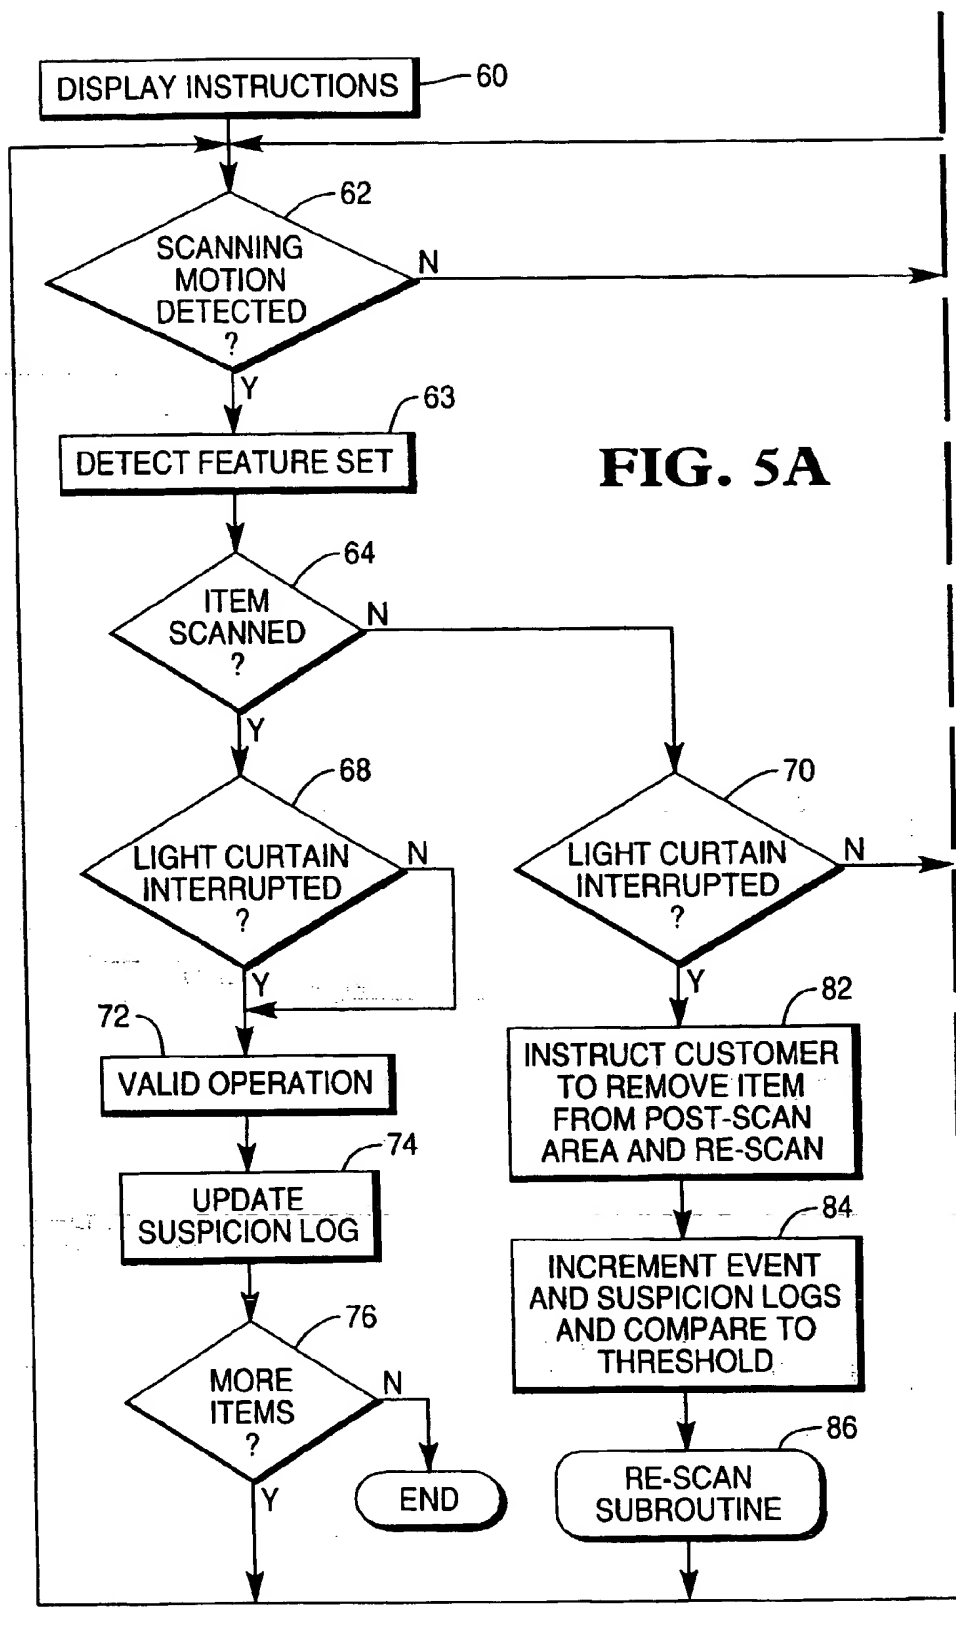 DISPLAY INSTRUCTIONS
60
62
SCANNING
MOTION
DETECTED
?
N
Y
63
DETECT FEATURE SET
FIG. 5A
64
ITEM
SCANNED
?
N
Y
68
LIGHT CURTAIN
INTERRUPTED
?
N
Y
70
LIGHT CURTAIN
INTERRUPTED
?
N
Y
72
VALID OPERATION
82
INSTRUCT CUSTOMER
TO REMOVE ITEM
FROM POST-SCAN
AREA AND RE-SCAN
74
UPDATE
SUSPICION LOG
84
INCREMENT EVENT
AND SUSPICION LOGS
AND COMPARE TO
THRESHOLD
76
MORE
ITEMS
?
N
Y
END
86
RE-SCAN
SUBROUTINE